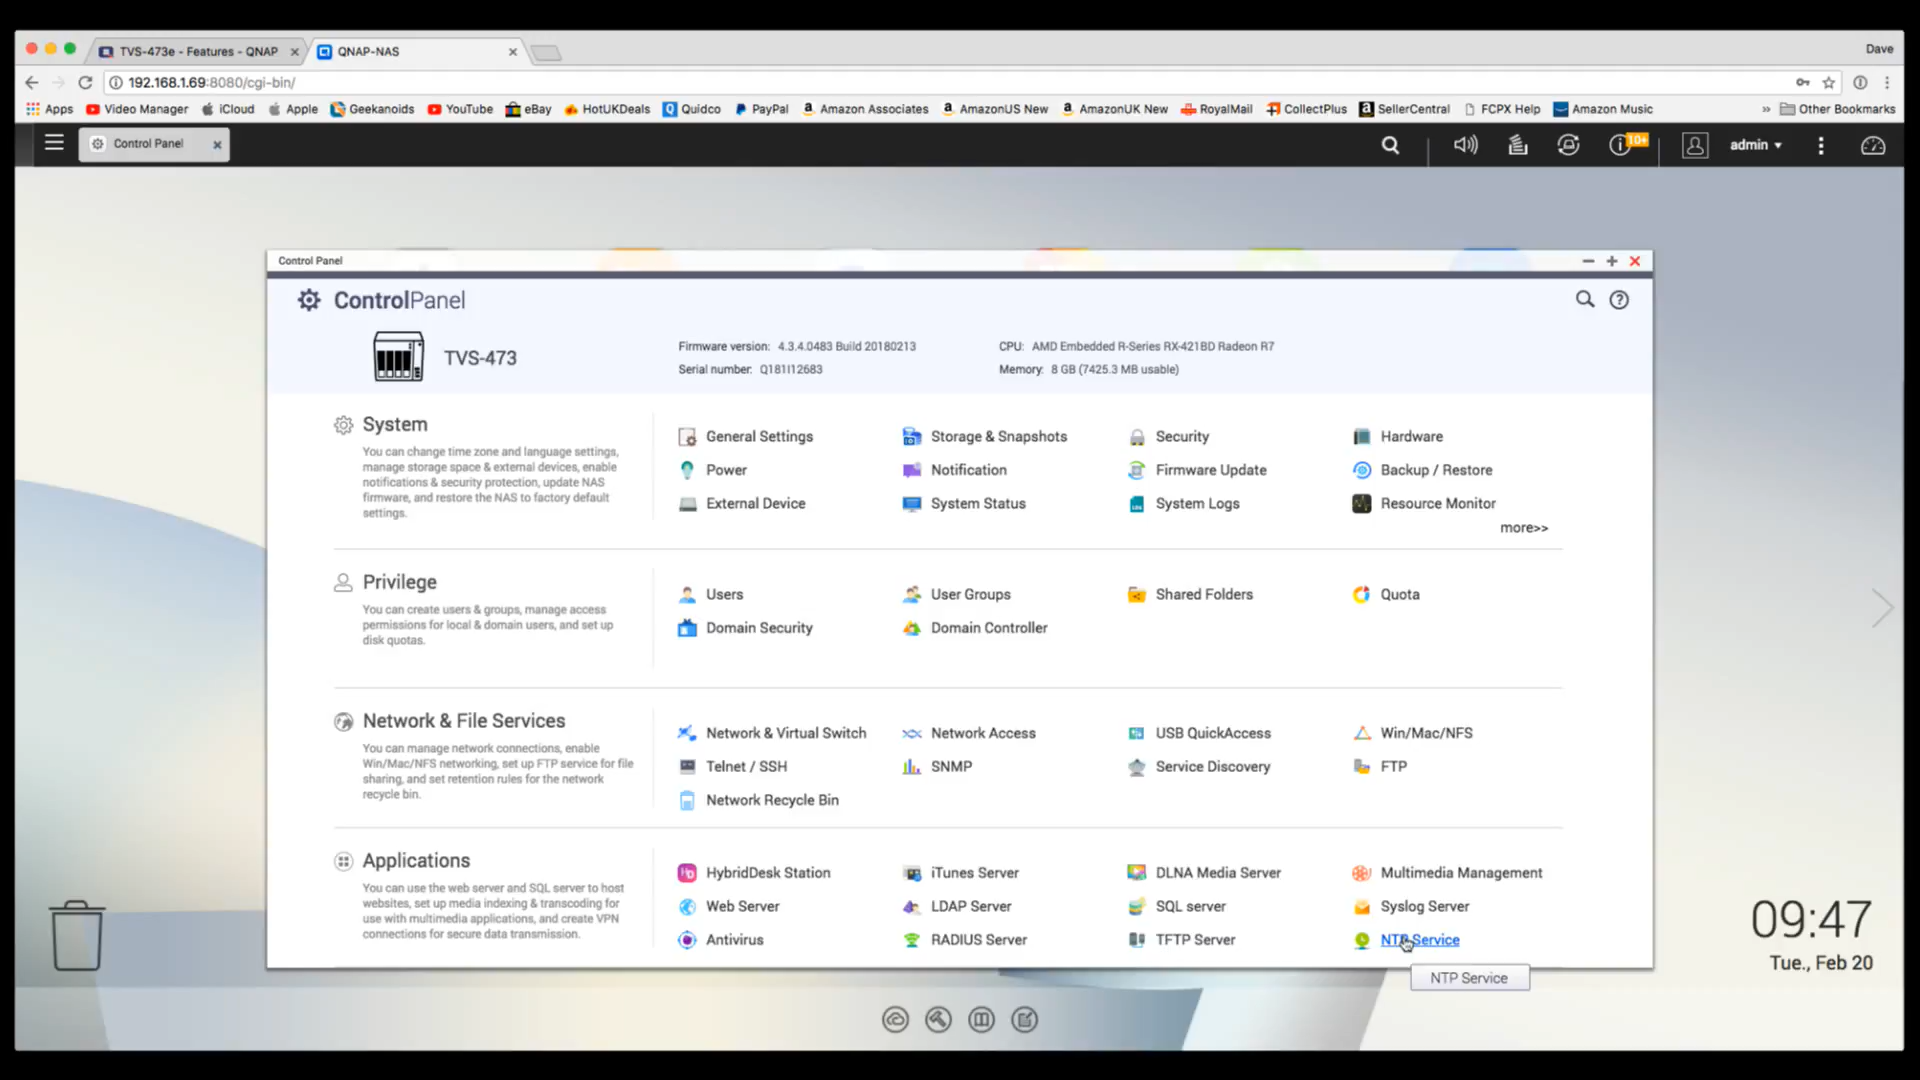 TVS-473e - Features - QNAP
QNAP-NAS
Dave
192.168.1.69:8080/cgi-bin/
Apps Video Manager iCloud Apple Geekanoids YouTube eBay HotUKDeals Quidco PayPal Amazon Associates AmazonUS New AmazonUK New RoyalMail CollectPlus SellerCentral FCPX Help Amazon Music » Other Bookmarks
Control Panel
10+
admin
Control Panel
ControlPanel
TVS-473
Firmware version: 4.3.4.0483 Build 20180213
Serial number: Q181I12683
CPU: AMD Embedded R-Series RX-421BD Radeon R7
Memory: 8 GB (7425.3 MB usable)
System
You can change time zone and language settings,
manage storage space & external devices, enable
notifications & security protection, update NAS
firmware, and restore the NAS to factory default
settings.
General Settings Storage & Snapshots Security Hardware
Power Notification Firmware Update Backup / Restore
External Device System Status System Logs Resource Monitor
more>>
Privilege
You can create users & groups, manage access
permissions for local & domain users, and set up
disk quotas.
Users User Groups Shared Folders Quota
Domain Security Domain Controller
Network & File Services
You can manage network connections, enable
Win/Mac/NFS networking, set up FTP service for file
sharing, and set retention rules for the network
recycle bin.
Network & Virtual Switch Network Access USB QuickAccess Win/Mac/NFS
Telnet / SSH SNMP Service Discovery FTP
Network Recycle Bin
Applications
You can use the web server and SQL server to host
websites, set up media indexing & transcoding for
use with multimedia applications, and create VPN
connections for secure data transmission.
HybridDesk Station iTunes Server DLNA Media Server Multimedia Management
Web Server LDAP Server SQL server Syslog Server
Antivirus RADIUS Server TFTP Server NTP Service
NTP Service
09:47
Tue., Feb 20